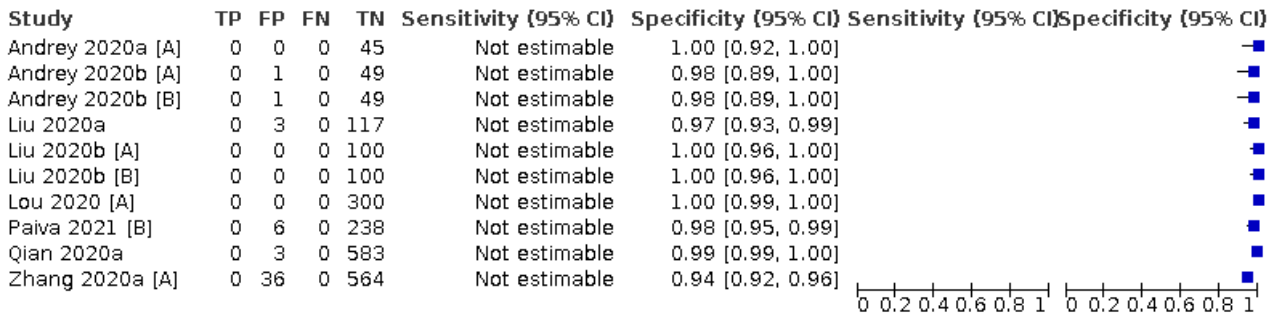 Study TP FP FN TN Sensitivity (95% CI) Specificity (95% CI) Sensitivity (95% CI)Specificity (95% CI)
Andrey 2020a [A] 0 0 0 45 Not estimable 1.00 [0.92, 1.00]
Andrey 2020b [A] 0 1 0 49 Not estimable 0.98 [0.89, 1.00]
Andrey 2020b [B] 0 1 0 49 Not estimable 0.98 [0.89, 1.00]
Liu 2020a 0 3 0 117 Not estimable 0.97 [0.93, 0.99]
Liu 2020b [A] 0 0 0 100 Not estimable 1.00 [0.96, 1.00]
Liu 2020b [B] 0 0 0 100 Not estimable 1.00 [0.96, 1.00]
Lou 2020 [A] 0 0 0 300 Not estimable 1.00 [0.99, 1.00]
Paiva 2021 [B] 0 6 0 238 Not estimable 0.98 [0.95, 0.99]
Qian 2020a 0 3 0 583 Not estimable 0.99 [0.99, 1.00]
Zhang 2020a [A] 0 36 0 564 Not estimable 0.94 [0.92, 0.96]
0 0.2 0.4 0.6 0.8 1 0 0.2 0.4 0.6 0.8 1